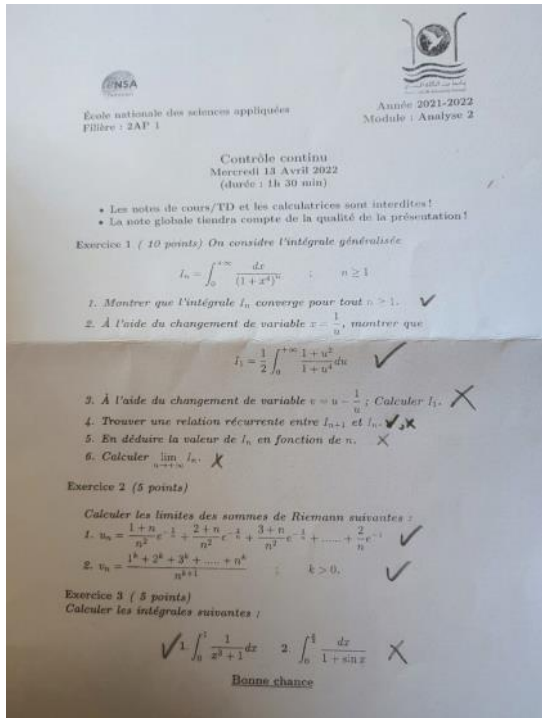 ENSA
École nationale des sciences appliquées
Filière : 2AP 1
Année 2021-2022
Module : Analyse 2
Contrôle continu
Mercredi 13 Avril 2022
(durée : 1h 30 min)
• Les notes de cours/TD et les calculatrices sont interdites!
• La note globale tiendra compte de la qualité de la présentation!
Exercice 1 ( 10 points) On considre l'intégrale généralisée
I_n = ∫_0^{+∞} dx/(1 + x^4)^n ; n ≥ 1
1. Montrer que l'intégrale I_n converge pour tout n ≥ 1.
2. À l'aide du changement de variable x = 1/u, montrer que
I_1 = 1/2 ∫_0^{+∞} (1 + u^2)/(1 + u^4) du
3. À l'aide du changement de variable v = u − 1/u ; Calculer I_1.
4. Trouver une relation récurrente entre I_{n+1} et I_n.
5. En déduire la valeur de I_n en fonction de n.
6. Calculer lim_{n→+∞} I_n.
Exercice 2 (5 points)
Calculer les limites des sommes de Riemann suivantes :
1. u_n = (1 + n)/n^2 + (2 + n)/n^2 + (3 + n)/n^2 + ...... + 2/n e^{-1}
2. v_n = (1^k + 2^k + 3^k + ..... + n^k)/n^{k+1} ; k > 0.
Exercice 3 ( 5 points)
Calculer les intégrales suivantes :
1. ∫_0^1 1/(x^3 + 1) dx 2. ∫_0 dx/(1 + sin x)
Bonne chance